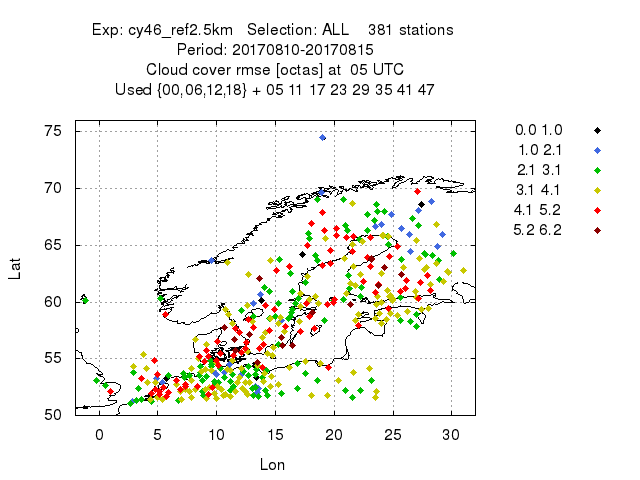 Exp: cy46_ref2.5km   Selection: ALL    381 stations
Period: 20170810-20170815
Cloud cover rmse [octas] at  05 UTC
Used {00,06,12,18} + 05 11 17 23 29 35 41 47
75
70
65
60
55
50
Lat
0 5 10 15 20 25 30
Lon
0.0 1.0
1.0 2.1
2.1 3.1
3.1 4.1
4.1 5.2
5.2 6.2